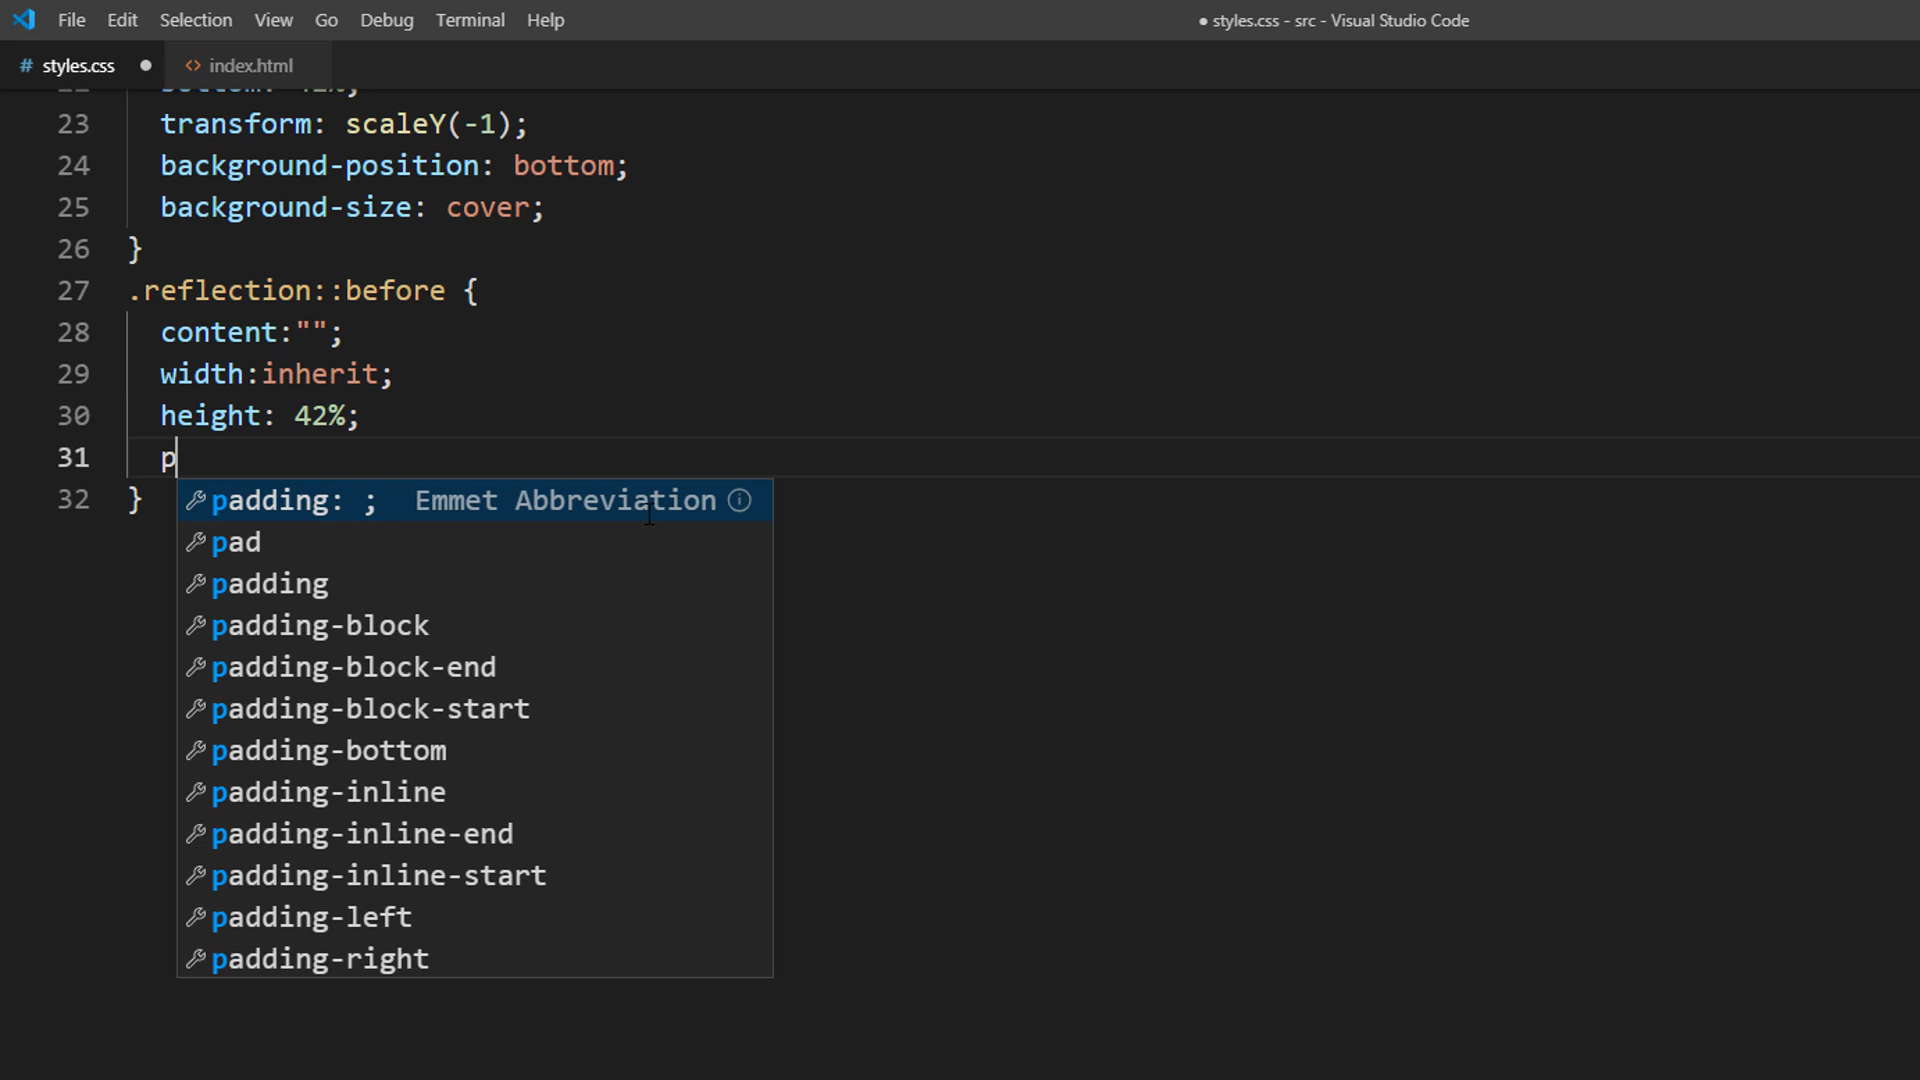 File Edit Selection View Go Debug Terminal Help
● styles.css - src - Visual Studio Code
# styles.css ● <> index.html
23 transform: scaleY(-1);
24 background-position: bottom;
25 background-size: cover;
26 }
27 .reflection::before {
28 content:"";
29 width:inherit;
30 height: 42%;
31 p
32 }
padding: ; Emmet Abbreviation
pad
padding
padding-block
padding-block-end
padding-block-start
padding-bottom
padding-inline
padding-inline-end
padding-inline-start
padding-left
padding-right